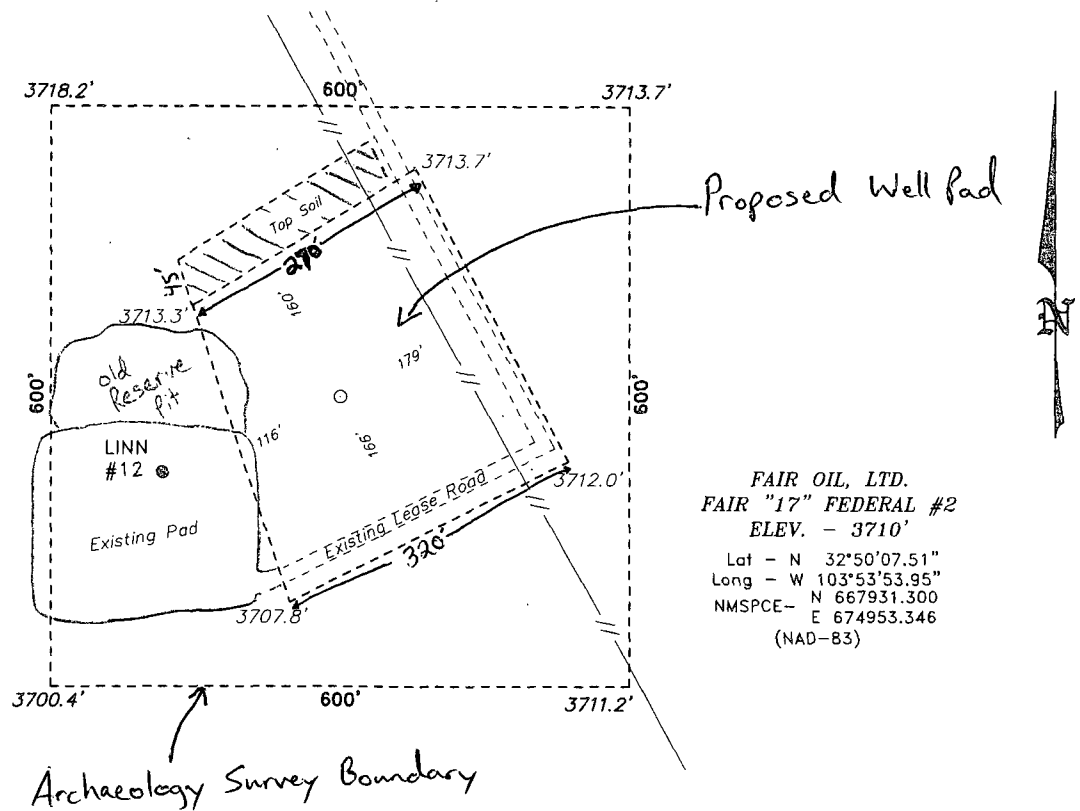 3718.2'
600'
3713.7'
3713.7'
Proposed Well Pad
Top Soil
45'
160'
3713.3'
179'
N
old
Reserve
Pit
600'
600'
LINN
#12
116'
166'
3712.0'
Existing Pad
Existing Lease Road
320'
3707.8'
FAIR OIL, LTD.
FAIR "17" FEDERAL #2
ELEV. - 3710'
Lat - N 32°50'07.51"
Long - W 103°53'53.95"
NMSPCE- N 667931.300
E 674953.346
(NAD-83)
3700.4'
600'
3711.2'
Archaeology Survey Boundary